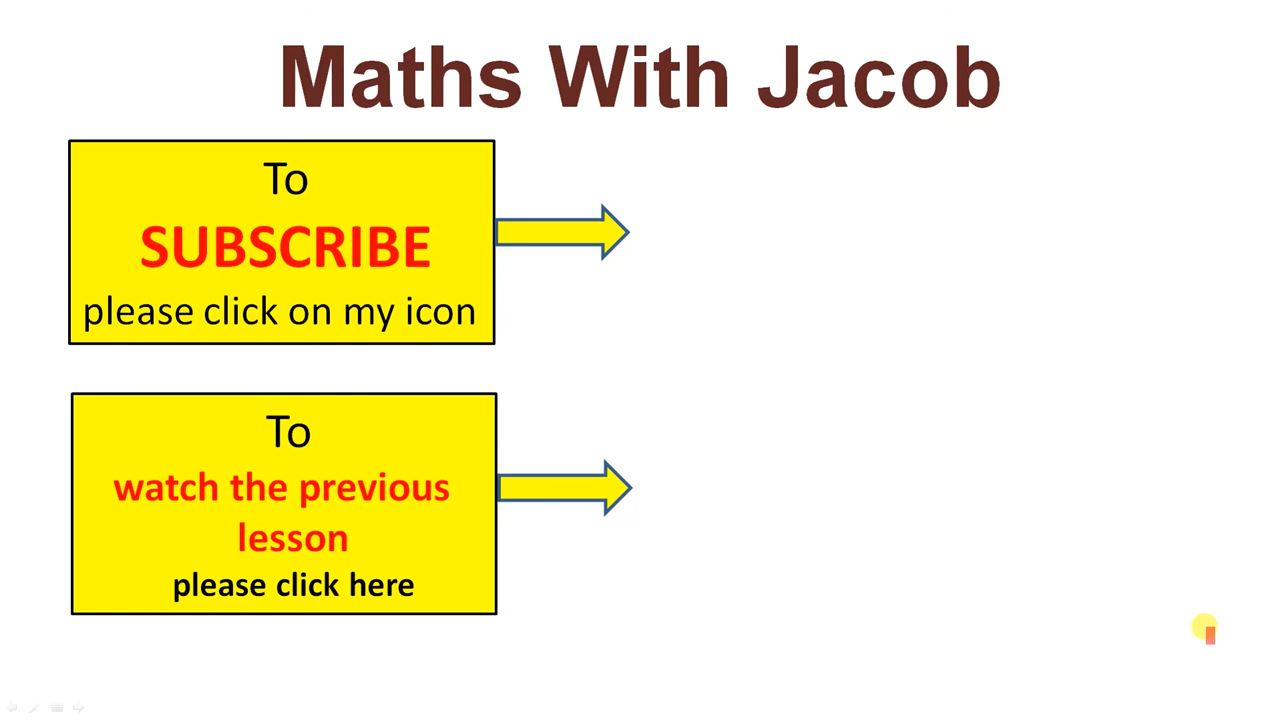 Maths With Jacob
To
SUBSCRIBE
please click on my icon
To
watch the previous
lesson
please click here